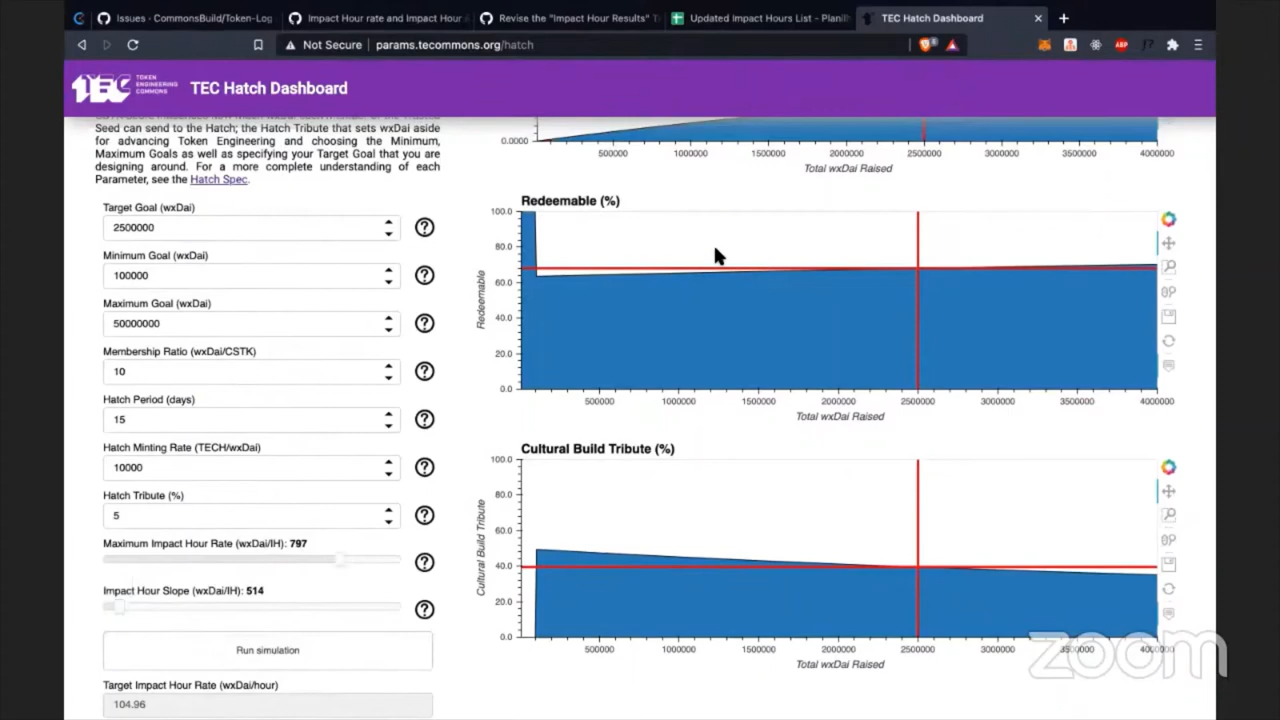 Issues · CommonsBuild/Token-Log
Impact Hour rate and Impact Hour
Revise the "Impact Hour Results" T
Updated Impact Hours List - Planilh
TEC Hatch Dashboard
Not Secure
params.tecommons.org/hatch
TEC
TOKEN
ENGINEERING
COMMONS
TEC Hatch Dashboard
Seed can send to the Hatch; the Hatch Tribute that sets wxDai aside
for advancing Token Engineering and choosing the Minimum,
Maximum Goals as well as specifying your Target Goal that you are
designing around. For a more complete understanding of each
Parameter, see the Hatch Spec.
Target Goal (wxDai)
2500000
Minimum Goal (wxDai)
100000
Maximum Goal (wxDai)
50000000
Membership Ratio (wxDai/CSTK)
10
Hatch Period (days)
15
Hatch Minting Rate (TECH/wxDai)
10000
Hatch Tribute (%)
5
Maximum Impact Hour Rate (wxDai/IH): 797
Impact Hour Slope (wxDai/IH): 514
Run simulation
Target Impact Hour Rate (wxDai/hour)
104.96
0.0000
500000 1000000 1500000 2000000 2500000 3000000 3500000 4000000
Total wxDai Raised
Redeemable (%)
100.0
80.0
60.0
40.0
20.0
0.0
Redeemable
500000 1000000 1500000 2000000 2500000 3000000 3500000 4000000
Total wxDai Raised
Cultural Build Tribute (%)
100.0
80.0
60.0
40.0
20.0
0.0
Cultural Build Tribute
500000 1000000 1500000 2000000 2500000 3000000 3500000 4000000
Total wxDai Raised
zoom